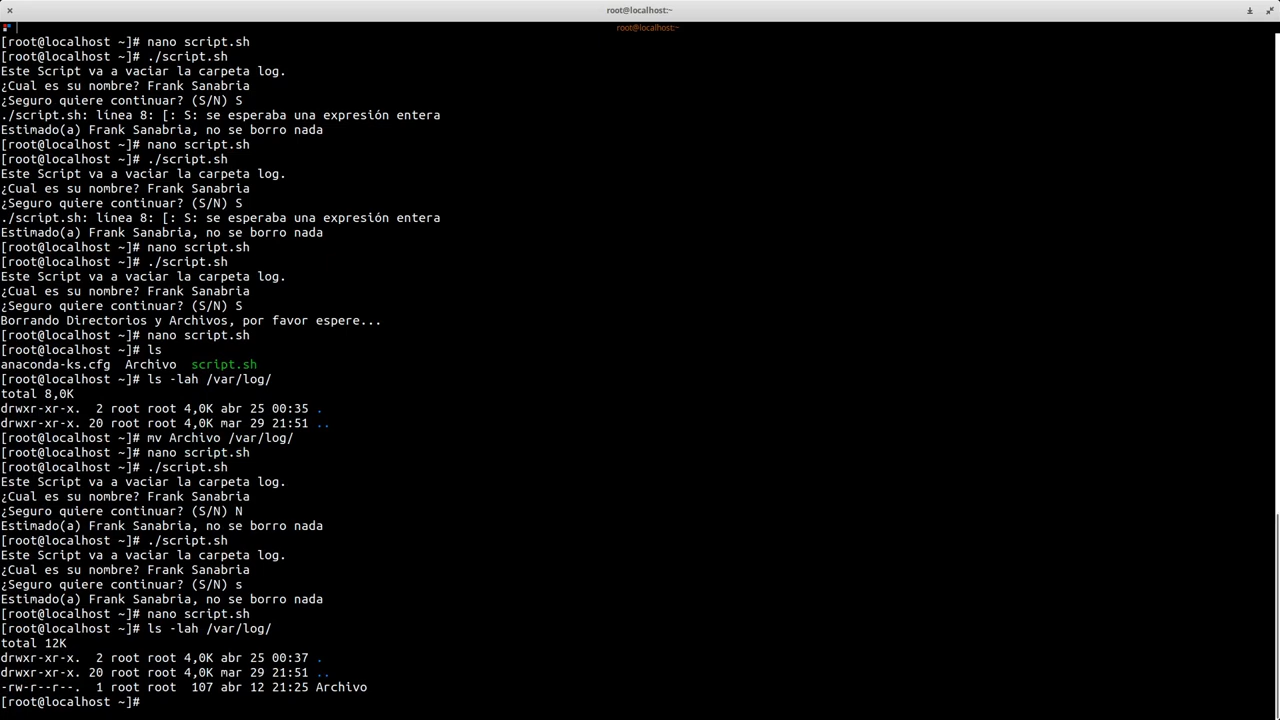 root@localhost:~
root@localhost:~
[root@localhost ~]# nano script.sh
[root@localhost ~]# ./script.sh
Este Script va a vaciar la carpeta log.
¿Cual es su nombre? Frank Sanabria
¿Seguro quiere continuar? (S/N) S
./script.sh: línea 8: [: S: se esperaba una expresión entera
Estimado(a) Frank Sanabria, no se borro nada
[root@localhost ~]# nano script.sh
[root@localhost ~]# ./script.sh
Este Script va a vaciar la carpeta log.
¿Cual es su nombre? Frank Sanabria
¿Seguro quiere continuar? (S/N) S
./script.sh: línea 8: [: S: se esperaba una expresión entera
Estimado(a) Frank Sanabria, no se borro nada
[root@localhost ~]# nano script.sh
[root@localhost ~]# ./script.sh
Este Script va a vaciar la carpeta log.
¿Cual es su nombre? Frank Sanabria
¿Seguro quiere continuar? (S/N) S
Borrando Directorios y Archivos, por favor espere...
[root@localhost ~]# nano script.sh
[root@localhost ~]# ls
anaconda-ks.cfg  Archivo  script.sh
[root@localhost ~]# ls -lah /var/log/
total 8,0K
drwxr-xr-x.  2 root root 4,0K abr 25 00:35 .
drwxr-xr-x. 20 root root 4,0K mar 29 21:51 ..
[root@localhost ~]# mv Archivo /var/log/
[root@localhost ~]# nano script.sh
[root@localhost ~]# ./script.sh
Este Script va a vaciar la carpeta log.
¿Cual es su nombre? Frank Sanabria
¿Seguro quiere continuar? (S/N) N
Estimado(a) Frank Sanabria, no se borro nada
[root@localhost ~]# ./script.sh
Este Script va a vaciar la carpeta log.
¿Cual es su nombre? Frank Sanabria
¿Seguro quiere continuar? (S/N) s
Estimado(a) Frank Sanabria, no se borro nada
[root@localhost ~]# nano script.sh
[root@localhost ~]# ls -lah /var/log/
total 12K
drwxr-xr-x.  2 root root 4,0K abr 25 00:37 .
drwxr-xr-x. 20 root root 4,0K mar 29 21:51 ..
-rw-r--r--.  1 root root  107 abr 12 21:25 Archivo
[root@localhost ~]#